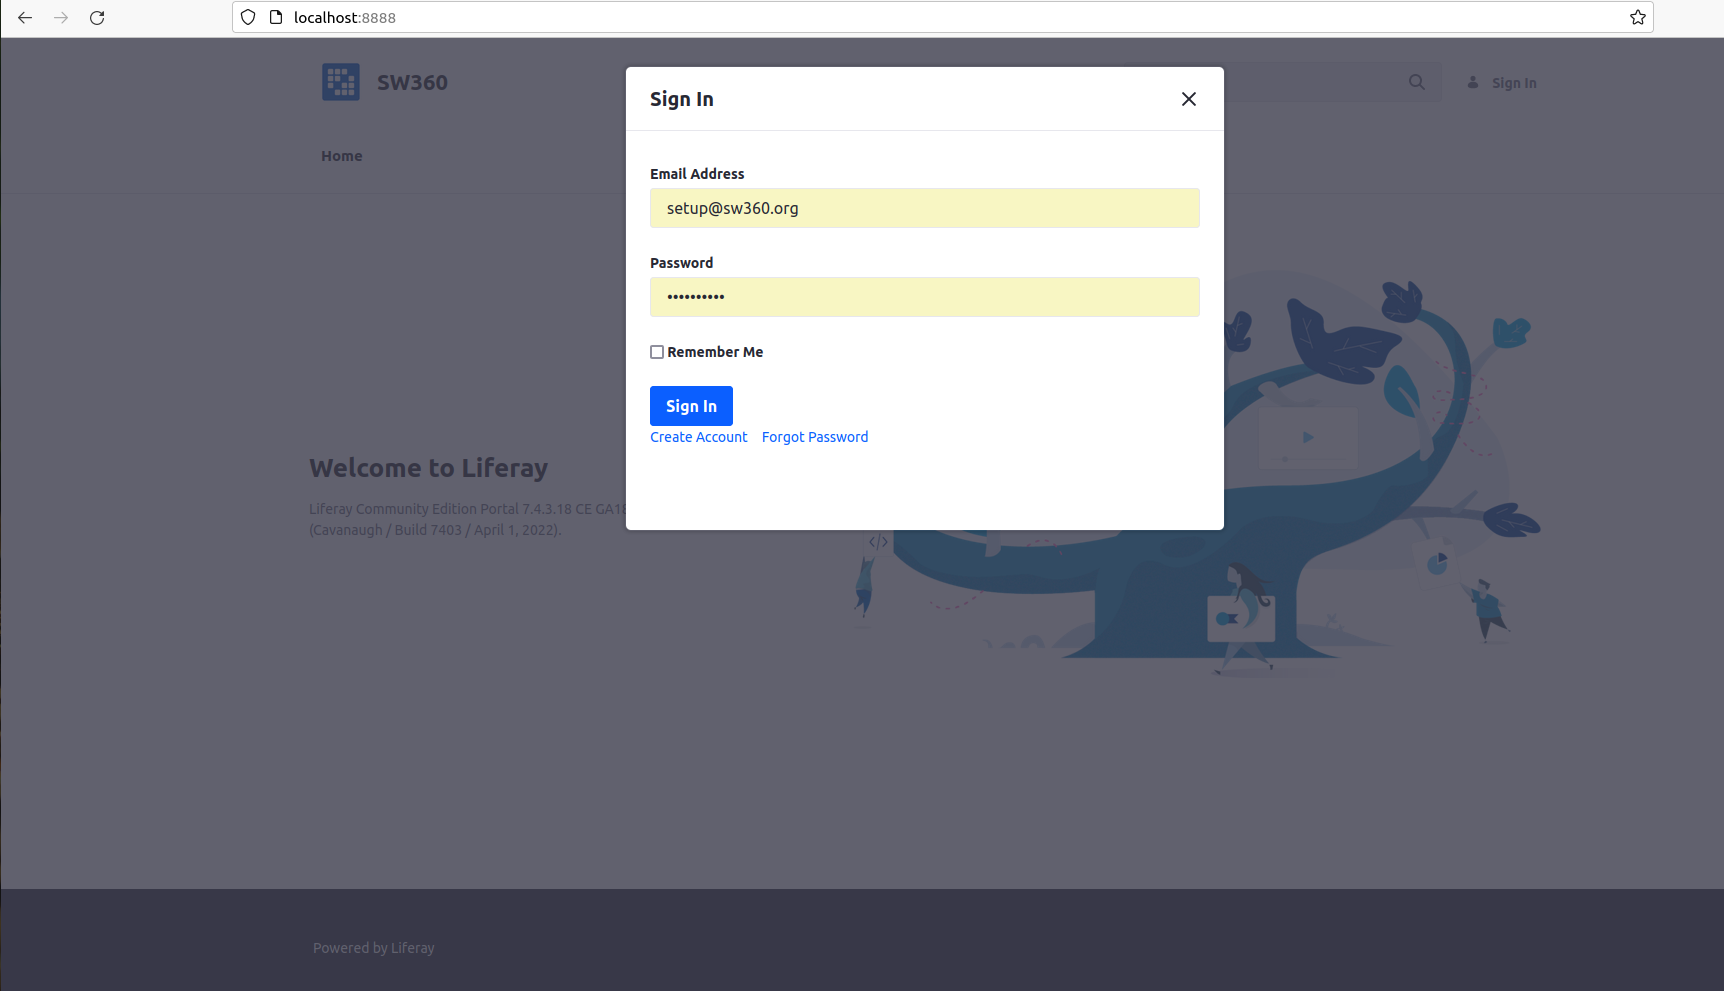 localhost:8888
SW360
Sign In
Home
Sign In
Email Address
setup@sw360.org
Password
••••••••••
Remember Me
Sign In
Create Account Forgot Password
Welcome to Liferay
Liferay Community Edition Portal 7.4.3.18 CE GA18
(Cavanaugh / Build 7403 / April 1, 2022).
</>
Powered by Liferay